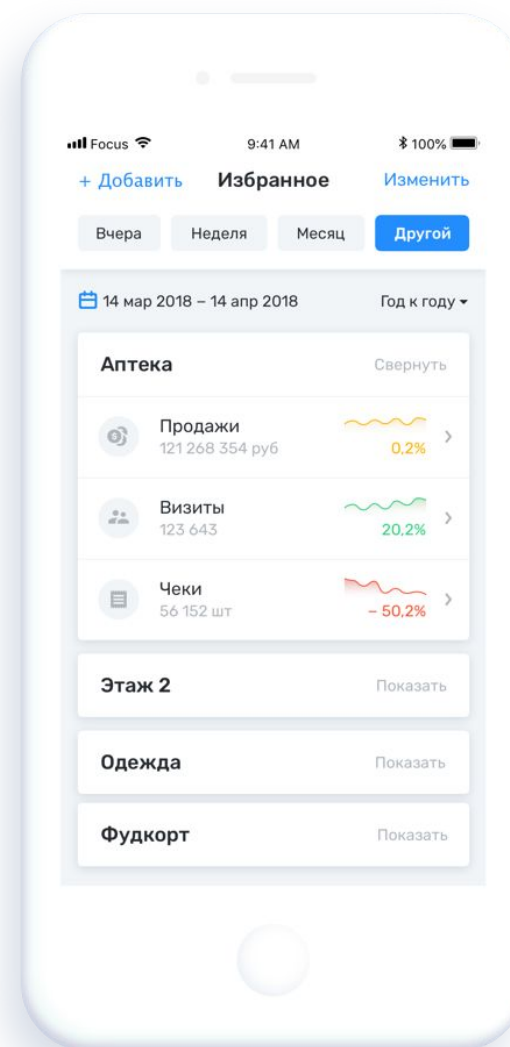 Focus 9:41 AM 100%
+ Добавить Избранное Изменить
Вчера Неделя Месяц Другой
14 мар 2018 – 14 апр 2018 Год к году
Аптека Свернуть
Продажи
121 268 354 руб 0,2%
Визиты
123 643 20,2%
Чеки
56 152 шт – 50,2%
Этаж 2 Показать
Одежда Показать
Фудкорт Показать